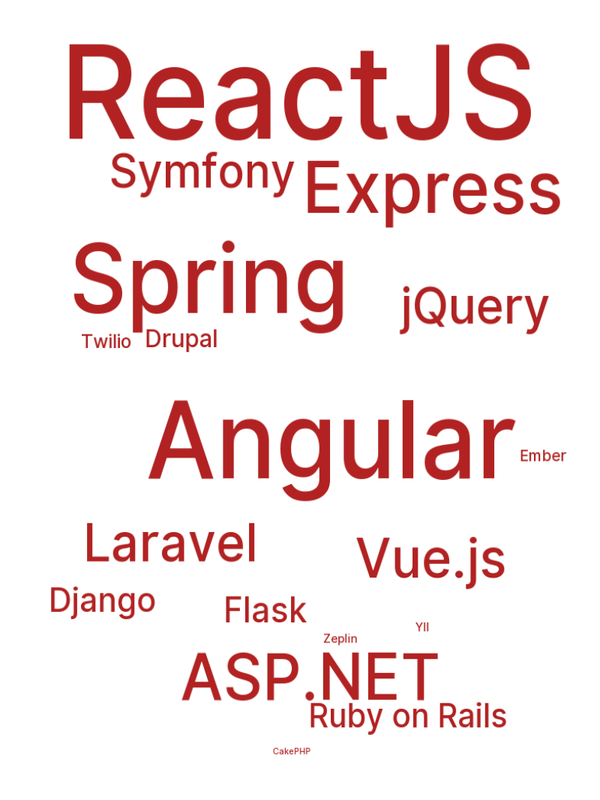 ReactJS
Symfony
Express
Spring
jQuery
Twilio
Drupal
Angular
Ember
Laravel
Vue.js
Django
Flask
YII
Zeplin
ASP.NET
Ruby on Rails
CakePHP